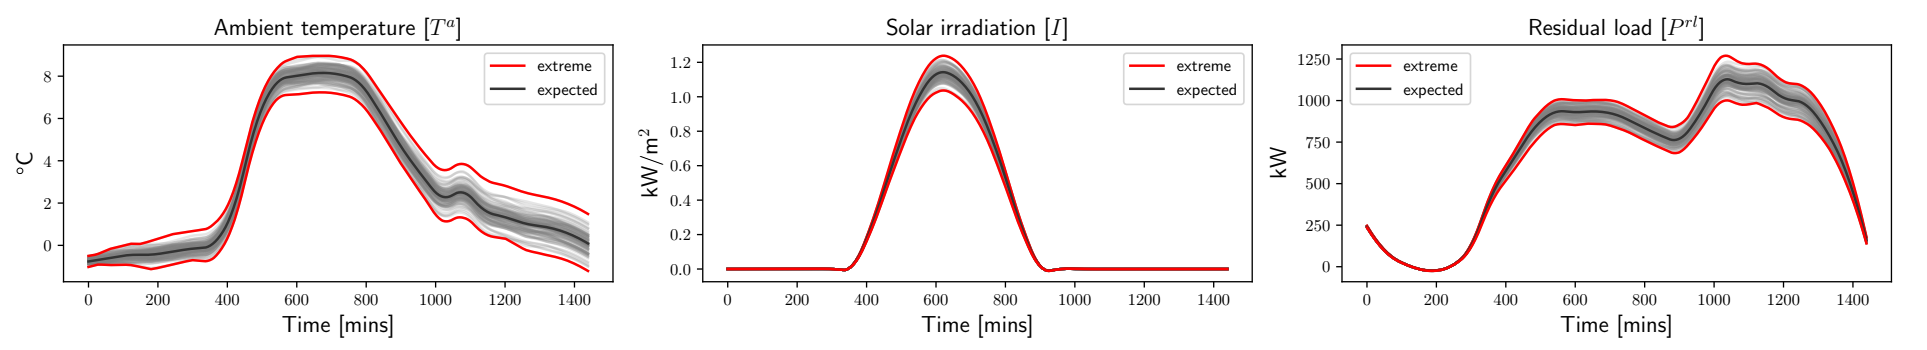 Ambient temperature [Tᵃ]
°C
8
6
4
2
0
extreme
expected
0 200 400 600 800 1000 1200 1400
Time [mins]
Solar irradiation [I]
kW/m²
1.2
1.0
0.8
0.6
0.4
0.2
0.0
extreme
expected
0 200 400 600 800 1000 1200 1400
Time [mins]
Residual load [Pʳˡ]
kW
1250
1000
750
500
250
0
extreme
expected
0 200 400 600 800 1000 1200 1400
Time [mins]